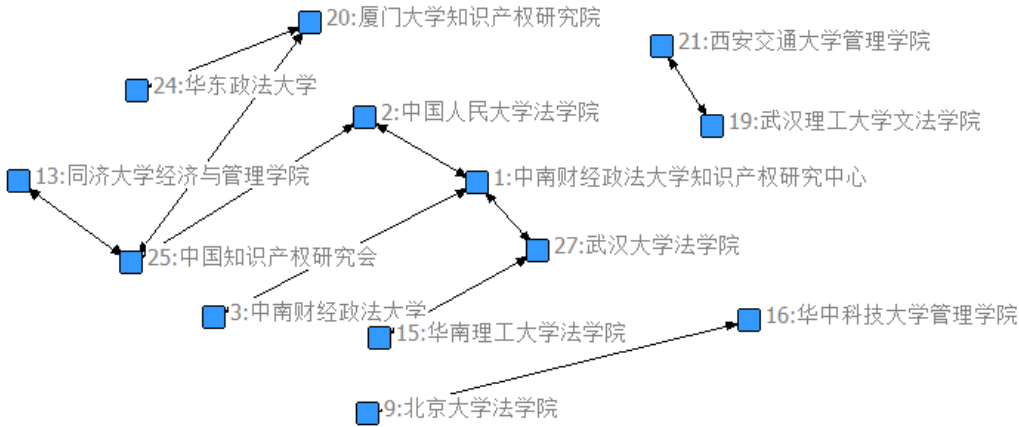 20:厦门大学知识产权研究院
21:西安交通大学管理学院
24:华东政法大学
2:中国人民大学法学院
19:武汉理工大学文法学院
13:同济大学经济与管理学院
1:中南财经政法大学知识产权研究中心
27:武汉大学法学院
25:中国知识产权研究会
3:中南财经政法大学
16:华中科技大学管理学院
15:华南理工大学法学院
9:北京大学法学院